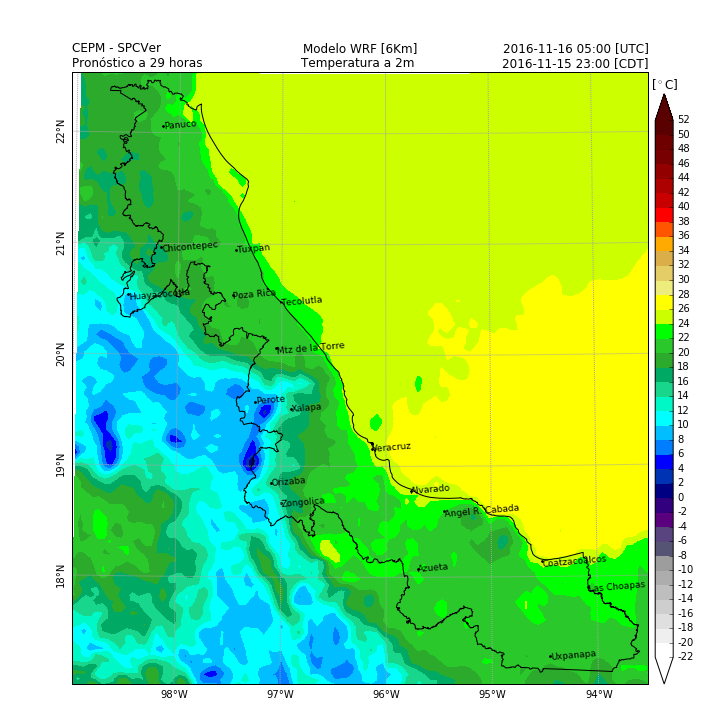 CEPM - SPCVer Modelo WRF [6Km] 2016-11-16 05:00 [UTC]
Pronóstico a 29 horas Temperatura a 2m 2016-11-15 23:00 [CDT]
[°C]
52
50
48
46
44
42
40
38
36
34
32
30
28
26
24
22
20
18
16
14
12
10
8
6
4
2
0
-2
-4
-6
-8
-10
-12
-14
-16
-18
-20
-22
22°N
21°N
20°N
19°N
18°N
Panuco
Chicontepec
Tuxpan
Huayacocotla
Poza Rica
Tecolutla
Mtz de la Torre
Perote
Xalapa
Veracruz
Orizaba
Alvarado
Zongolica
Angel R. Cabada
Coatzacoalcos
Azueta
Las Choapas
Uxpanapa
98°W 97°W 96°W 95°W 94°W